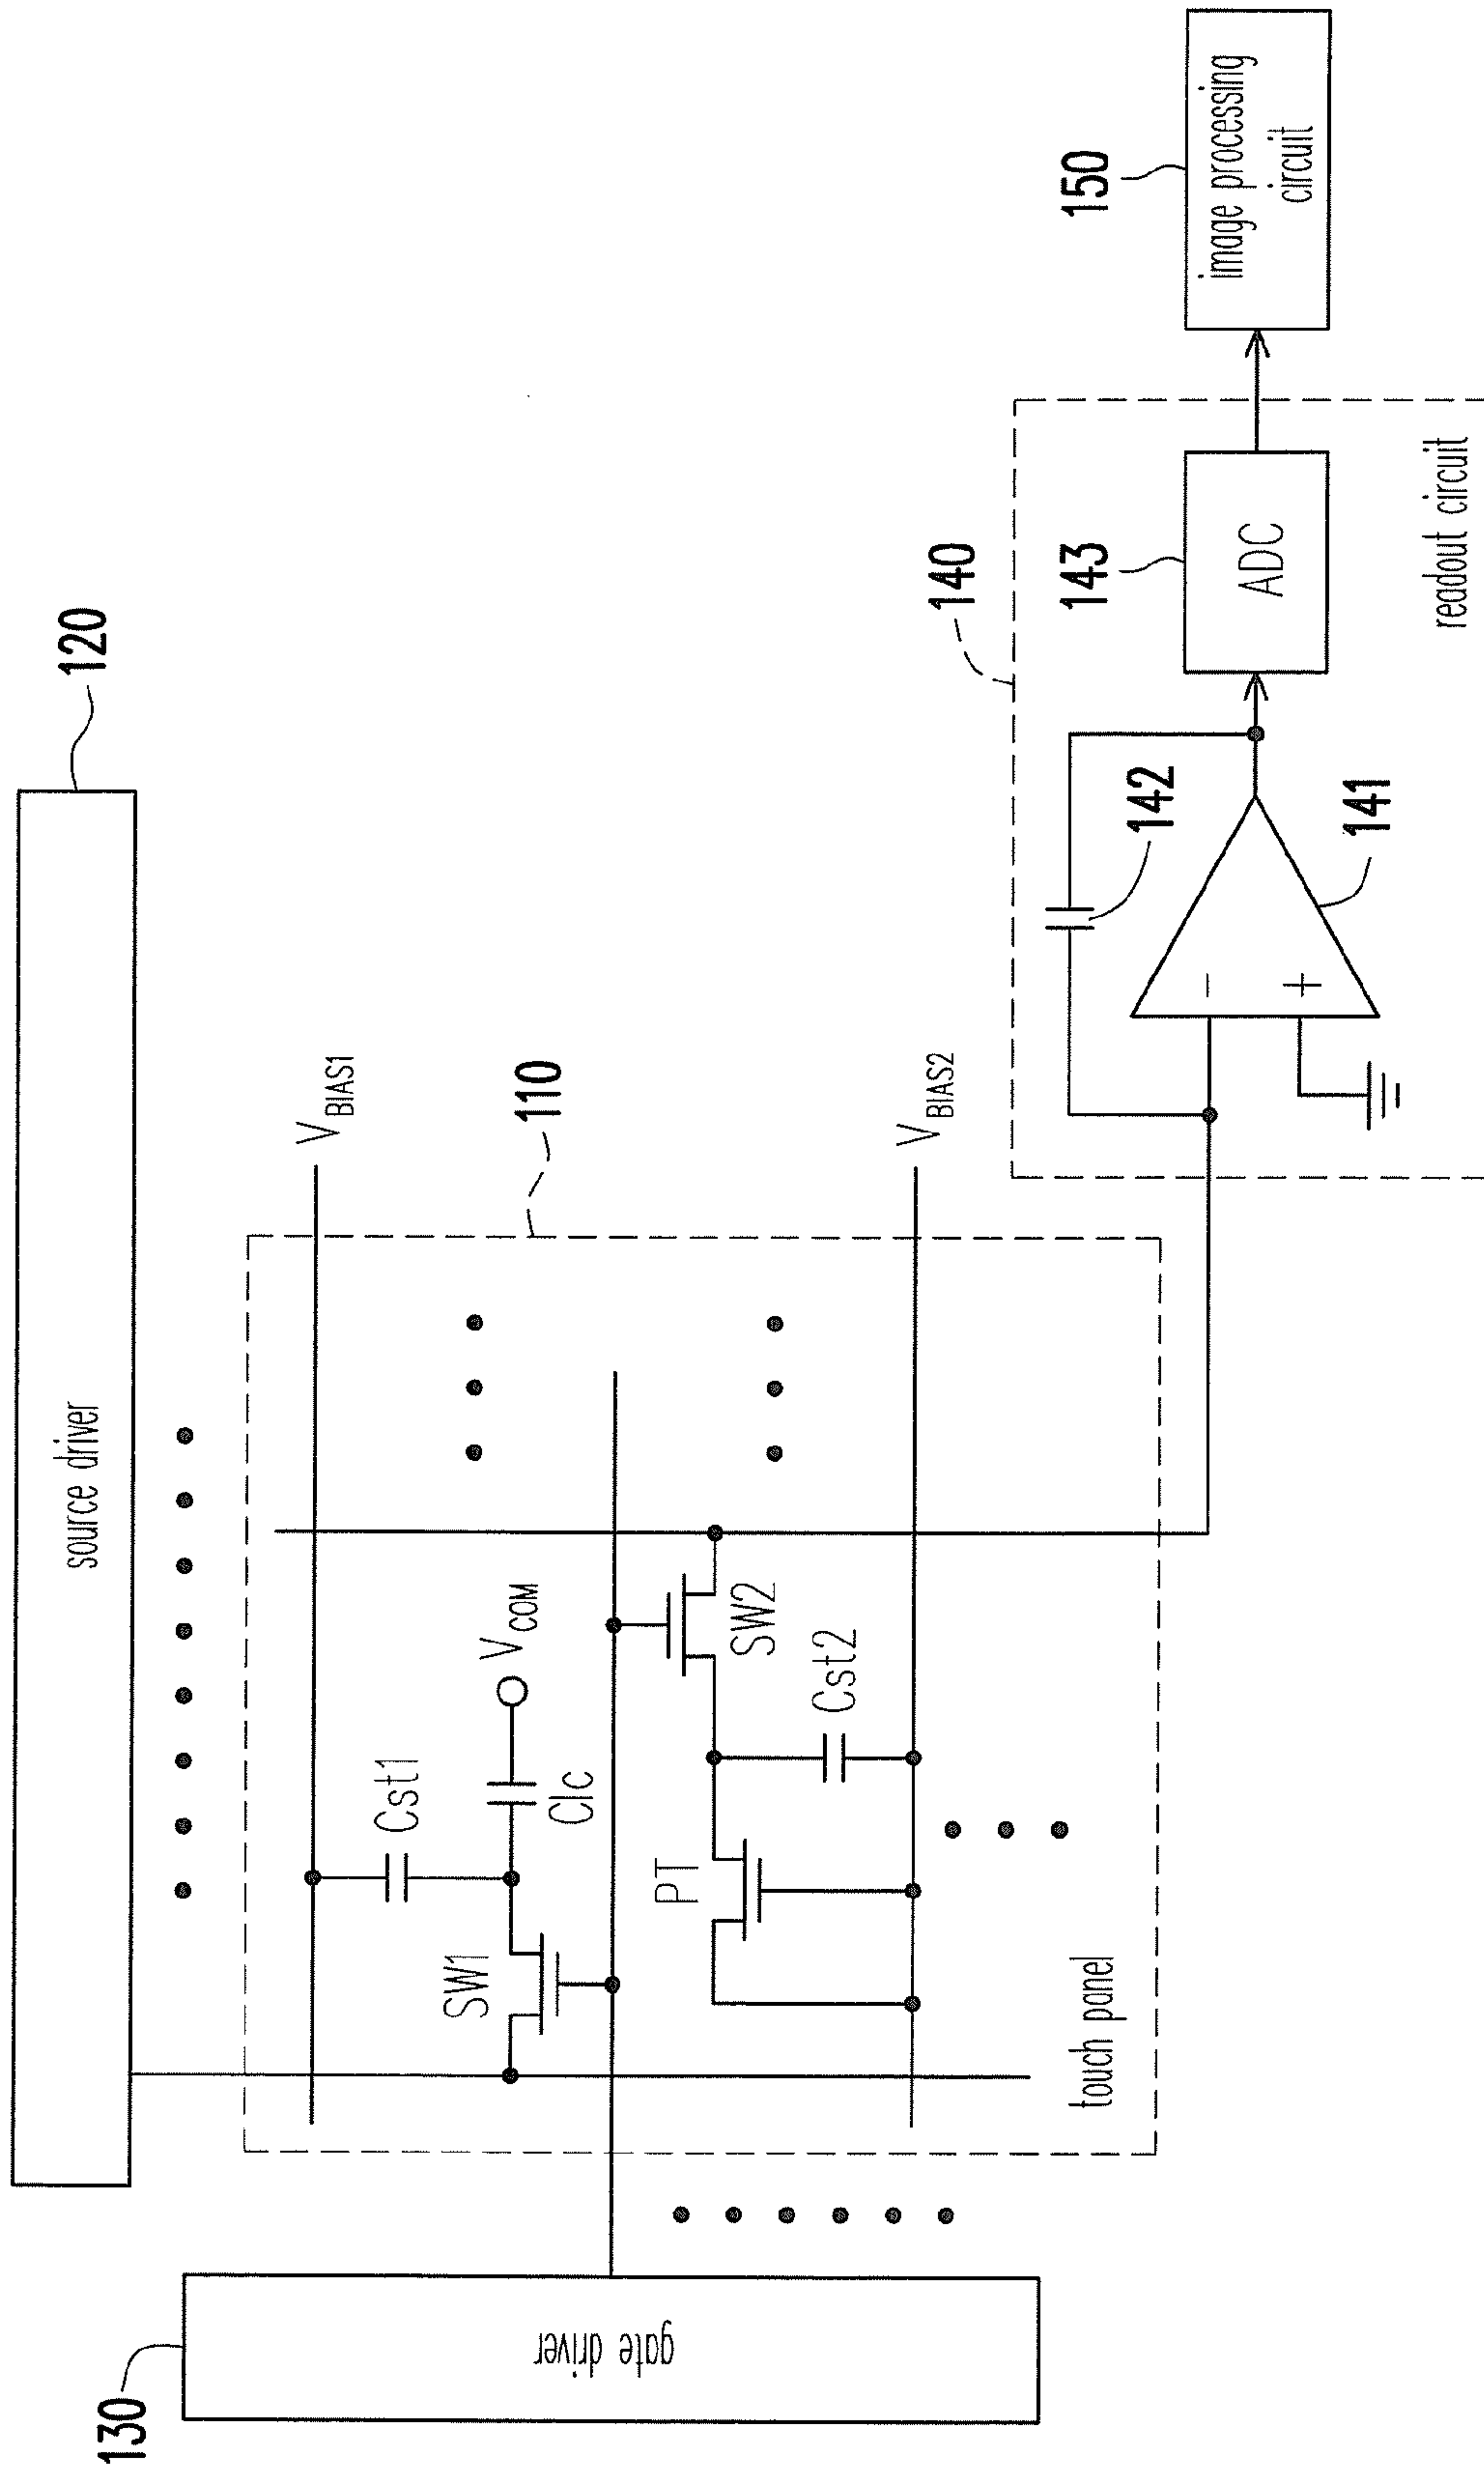 120
source driver
V_BIAS1
110
Cst1
Clc
V_COM
SW1
SW2
PT
Cst2
V_BIAS2
touch panel
130
gate driver
140
142
−
+
141
143
ADC
readout circuit
150
image processing
circuit